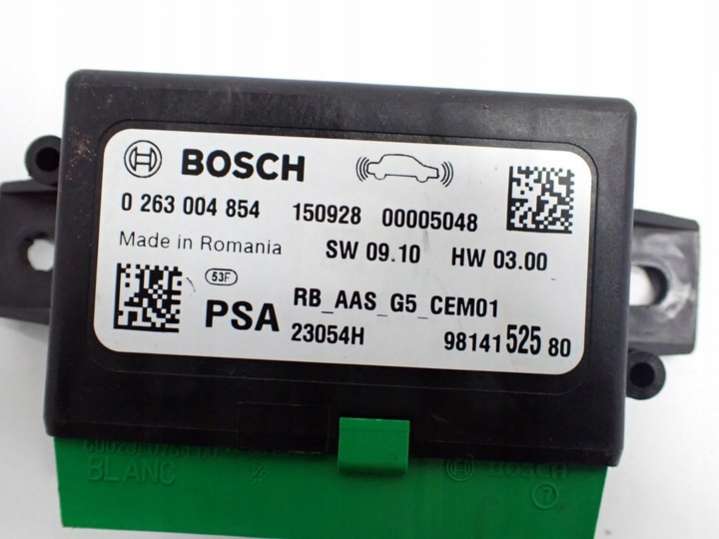 BOSCH
0 263 004 854 150928 00005048
Made in Romania SW 09.10 HW 03.00
53F
PSA RB_AAS_G5_CEM01
23054H 98141 525 80
BLANC BOSCH
7